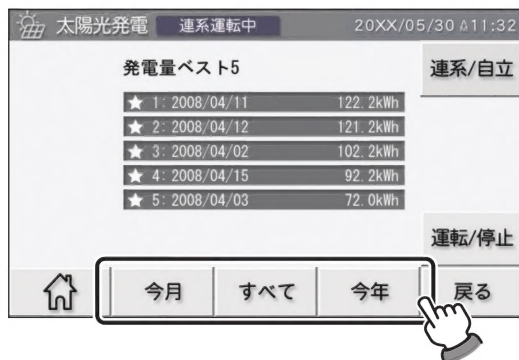 太陽光発電 連系運転中 20XX/05/30 11:32
発電量ベスト5
連系/自立
★ 1: 2008/04/11 122.2kWh
★ 2: 2008/04/12 121.2kWh
★ 3: 2008/04/02 102.2kWh
★ 4: 2008/04/15 92.2kWh
★ 5: 2008/04/03 72.0kWh
運転/停止
今月 すべて 今年 戻る